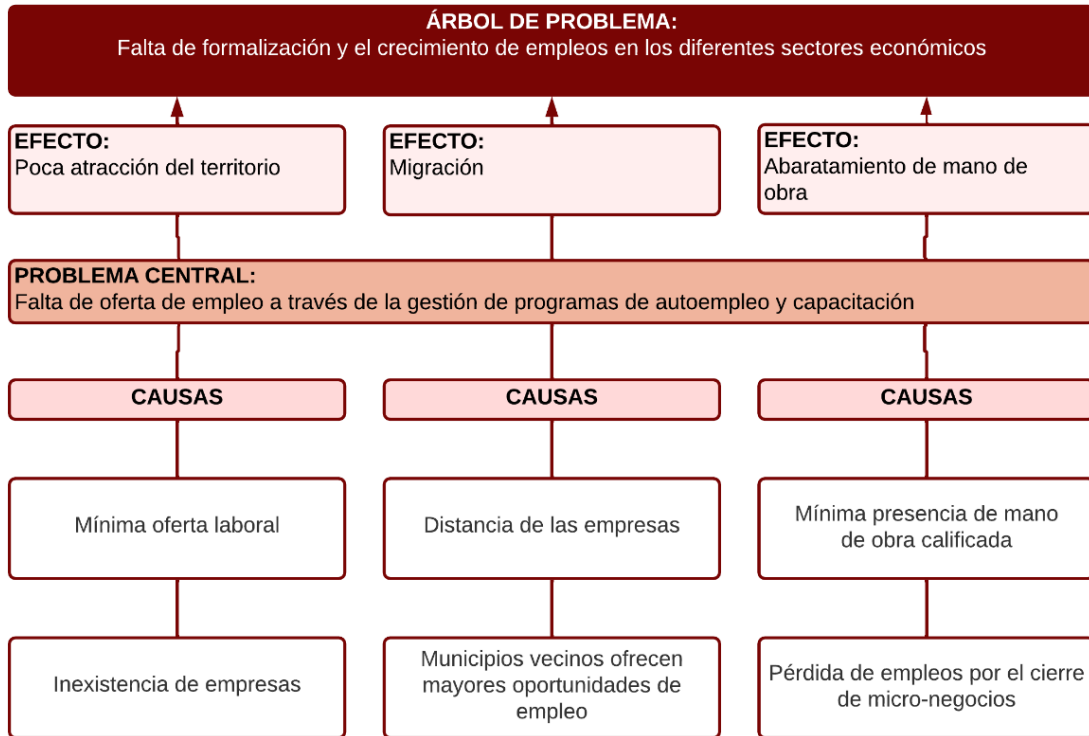 ÁRBOL DE PROBLEMA:
Falta de formalización y el crecimiento de empleos en los diferentes sectores económicos
EFECTO:
Poca atracción del territorio
EFECTO:
Migración
EFECTO:
Abaratamiento de mano de
obra
PROBLEMA CENTRAL:
Falta de oferta de empleo a través de la gestión de programas de autoempleo y capacitación
CAUSAS
CAUSAS
CAUSAS
Mínima oferta laboral
Distancia de las empresas
Mínima presencia de mano
de obra calificada
Inexistencia de empresas
Municipios vecinos ofrecen
mayores oportunidades de
empleo
Pérdida de empleos por el cierre
de micro-negocios